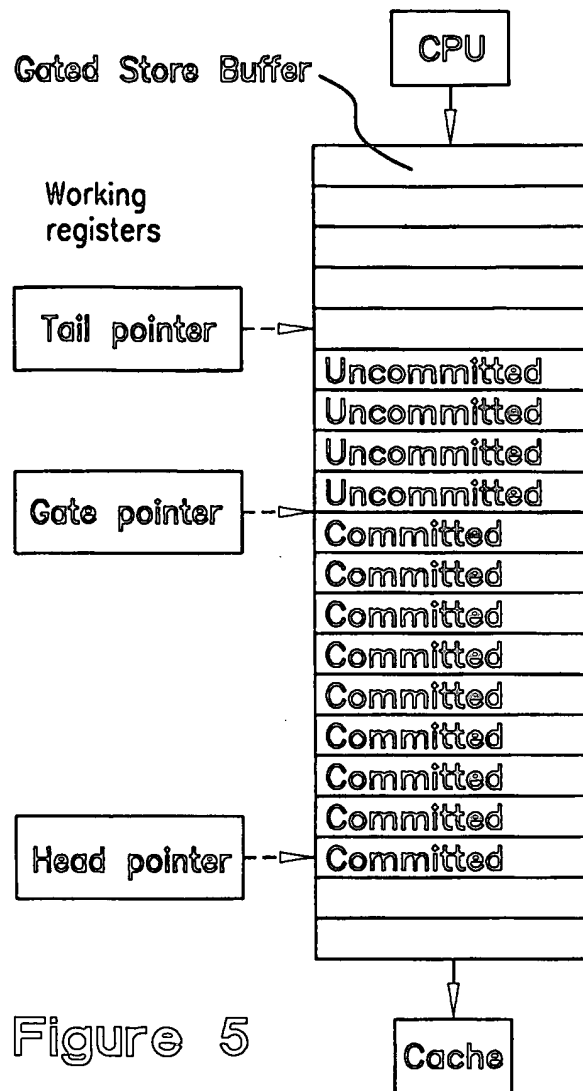 CPU
Gated Store Buffer
Working
registers
Tail pointer
Uncommitted
Uncommitted
Uncommitted
Uncommitted
Gate pointer
Committed
Committed
Committed
Committed
Committed
Committed
Committed
Committed
Head pointer
Committed
Figure 5
Cache